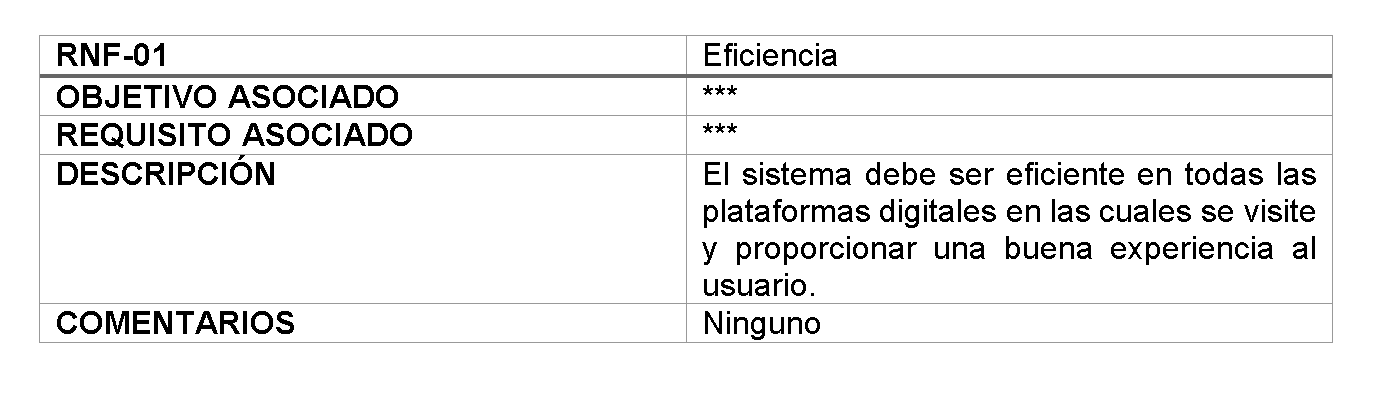 RNF-01 Eficiencia
OBJETIVO ASOCIADO ***
REQUISITO ASOCIADO ***
DESCRIPCIÓN El sistema debe ser eficiente en todas las
plataformas digitales en las cuales se visite
y proporcionar una buena experiencia al
usuario.
COMENTARIOS Ninguno